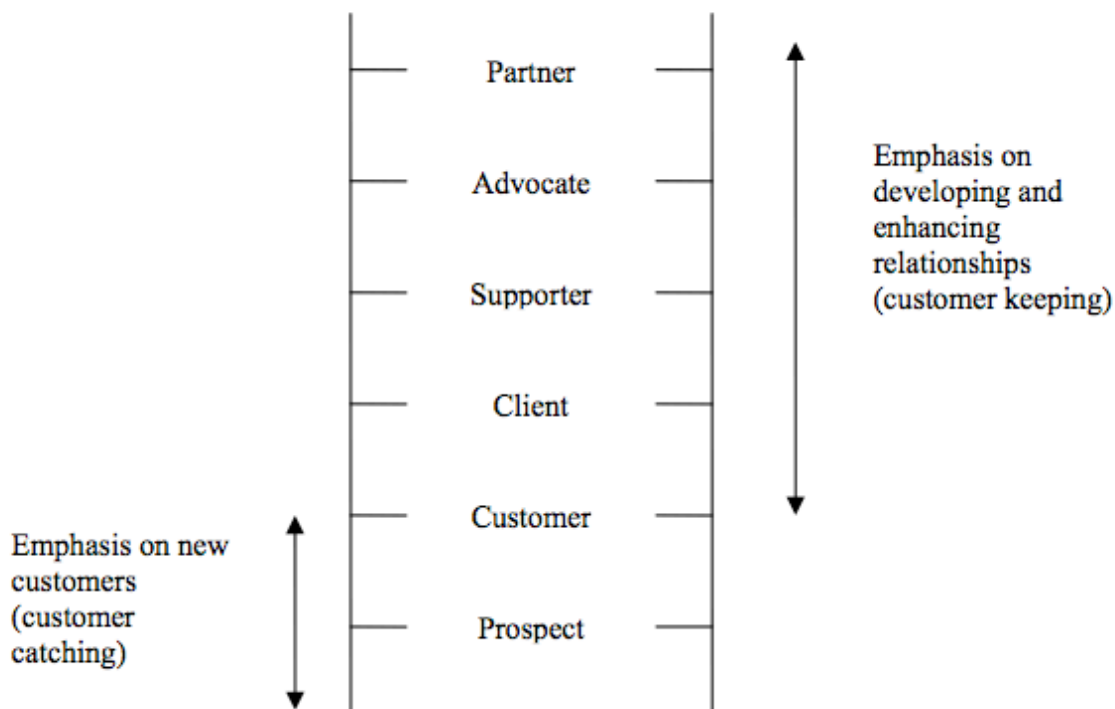 Partner
Advocate
Supporter
Client
Customer
Prospect
Emphasis on
developing and
enhancing
relationships
(customer keeping)
Emphasis on new
customers
(customer
catching)